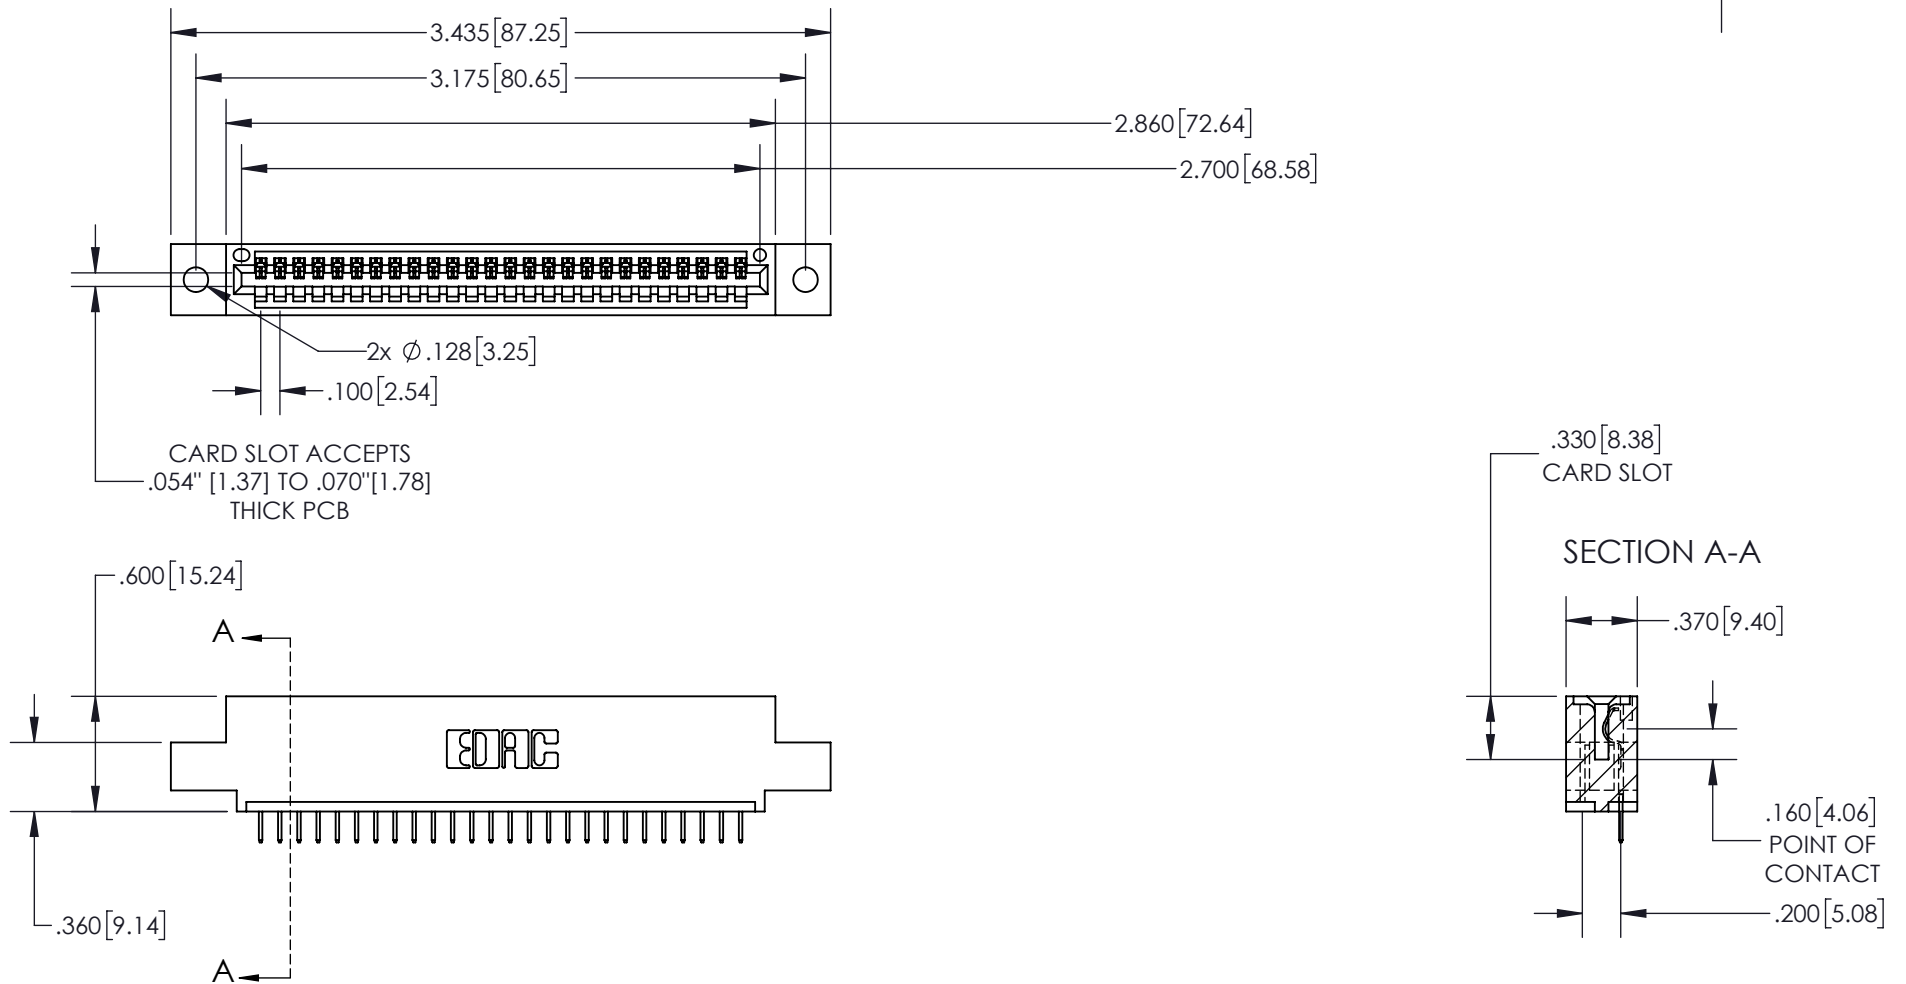 3.435[87.25]
3.175[80.65]
2.860[72.64]
2.700[68.58]
2x Ø.128[3.25]
.100[2.54]
CARD SLOT ACCEPTS
.054" [1.37] TO .070"[1.78]
THICK PCB
.330[8.38]
CARD SLOT
SECTION A-A
.600[15.24]
.370[9.40]
A
EDAC
.160[4.06]
POINT OF
CONTACT
.200[5.08]
.360[9.14]
A